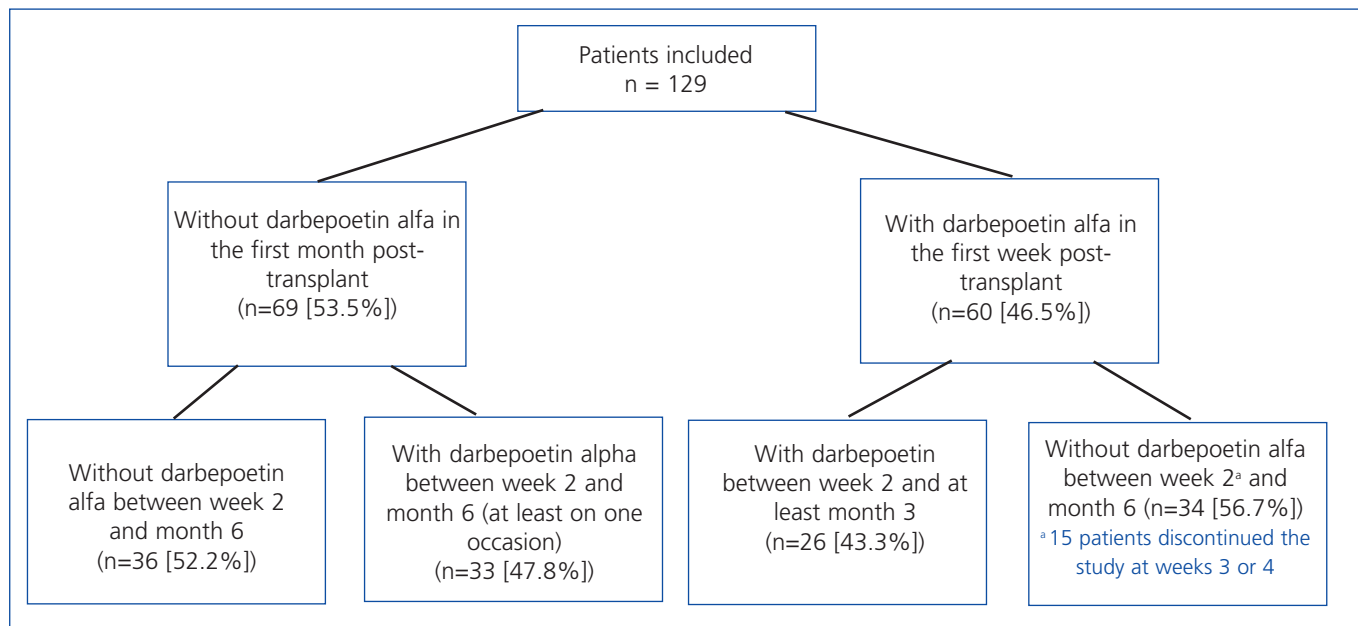 Patients included
n = 129
Without darbepoetin alfa in
the first month post-
transplant
(n=69 [53.5%])
With darbepoetin alfa in
the first week post-
transplant
(n=60 [46.5%])
Without darbepoetin
alfa between week 2
and month 6
(n=36 [52.2%])
With darbepoetin alpha
between week 2 and
month 6 (at least on one
occasion)
(n=33 [47.8%])
With darbepoetin
between week 2 and at
least month 3
(n=26 [43.3%])
Without darbepoetin alfa
between week 2ᵃ and
month 6 (n=34 [56.7%])
ᵃ 15 patients discontinued the
study at weeks 3 or 4